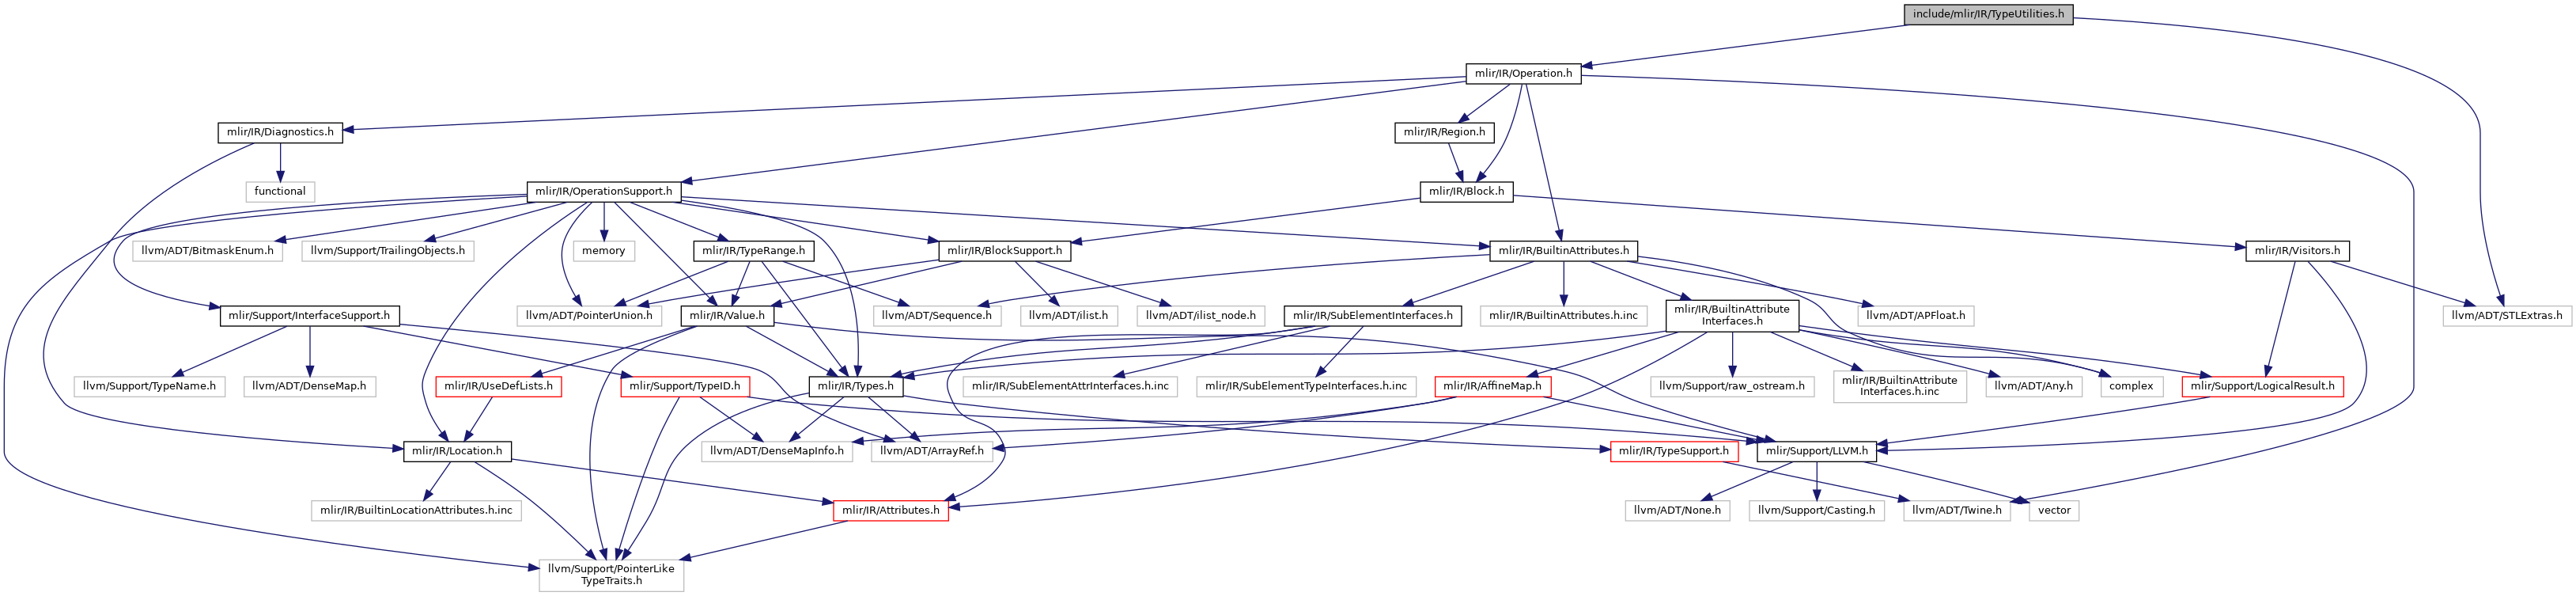 include/mlir/IR/TypeUtilities.h
mlir/IR/Operation.h
mlir/IR/Diagnostics.h
mlir/IR/Region.h
functional
mlir/IR/OperationSupport.h
mlir/IR/Block.h
llvm/ADT/BitmaskEnum.h
llvm/Support/TrailingObjects.h
memory
mlir/IR/TypeRange.h
mlir/IR/BlockSupport.h
mlir/IR/BuiltinAttributes.h
mlir/IR/Visitors.h
mlir/Support/InterfaceSupport.h
llvm/ADT/PointerUnion.h
mlir/IR/Value.h
llvm/ADT/Sequence.h
llvm/ADT/ilist.h
llvm/ADT/ilist_node.h
mlir/IR/SubElementInterfaces.h
mlir/IR/BuiltinAttributes.h.inc
mlir/IR/BuiltinAttribute
Interfaces.h
llvm/ADT/APFloat.h
llvm/ADT/STLExtras.h
llvm/Support/TypeName.h
llvm/ADT/DenseMap.h
mlir/IR/UseDefLists.h
mlir/Support/TypeID.h
mlir/IR/Types.h
mlir/IR/SubElementAttrInterfaces.h.inc
mlir/IR/SubElementTypeInterfaces.h.inc
mlir/IR/AffineMap.h
llvm/Support/raw_ostream.h
mlir/IR/BuiltinAttribute
Interfaces.h.inc
llvm/ADT/Any.h
complex
mlir/Support/LogicalResult.h
mlir/IR/Location.h
llvm/ADT/DenseMapInfo.h
llvm/ADT/ArrayRef.h
mlir/IR/TypeSupport.h
mlir/Support/LLVM.h
mlir/IR/BuiltinLocationAttributes.h.inc
mlir/IR/Attributes.h
llvm/ADT/None.h
llvm/Support/Casting.h
llvm/ADT/Twine.h
vector
llvm/Support/PointerLike
TypeTraits.h